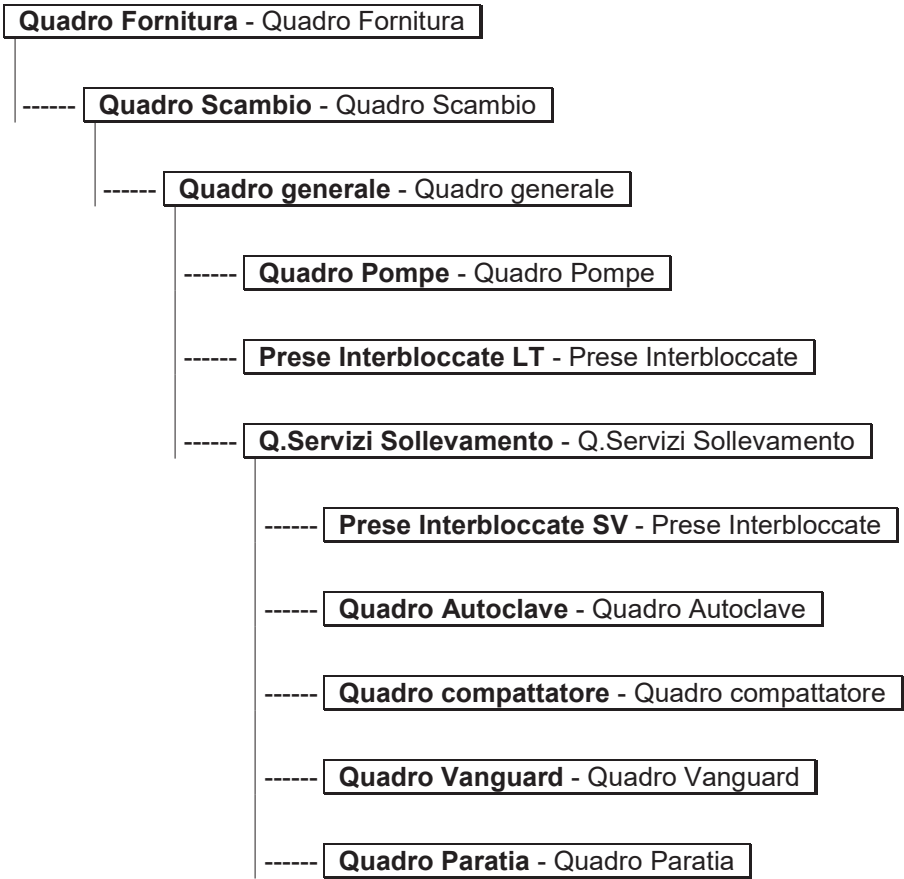 Quadro Fornitura - Quadro Fornitura
------ Quadro Scambio - Quadro Scambio
------ Quadro generale - Quadro generale
------ Quadro Pompe - Quadro Pompe
------ Prese Interbloccate LT - Prese Interbloccate
------ Q.Servizi Sollevamento - Q.Servizi Sollevamento
------ Prese Interbloccate SV - Prese Interbloccate
------ Quadro Autoclave - Quadro Autoclave
------ Quadro compattatore - Quadro compattatore
------ Quadro Vanguard - Quadro Vanguard
------ Quadro Paratia - Quadro Paratia